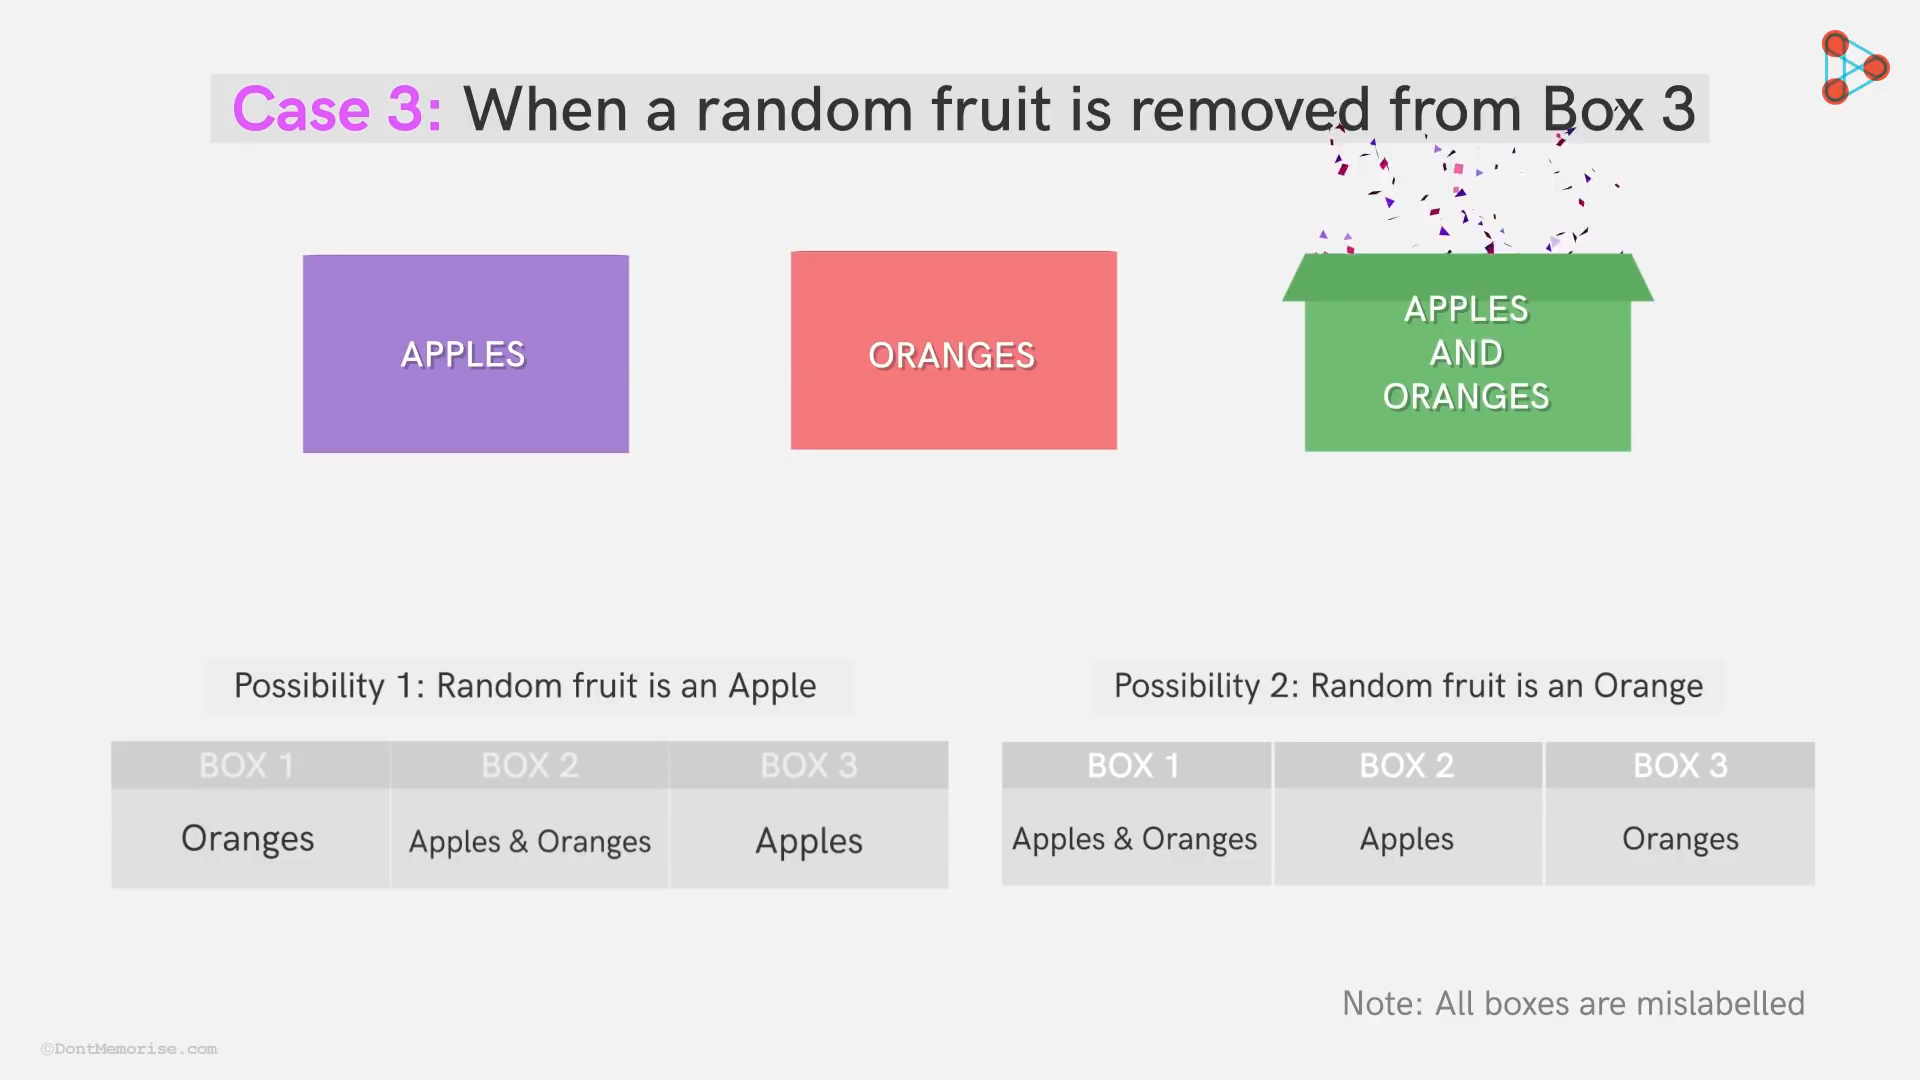 Case 3: When a random fruit is removed from Box 3
APPLES
ORANGES
APPLES
AND
ORANGES
Possibility 1: Random fruit is an Apple
BOX 1 BOX 2 BOX 3
Oranges Apples & Oranges Apples
Possibility 2: Random fruit is an Orange
BOX 1 BOX 2 BOX 3
Apples & Oranges Apples Oranges
Note: All boxes are mislabelled
©DontMemorise.com